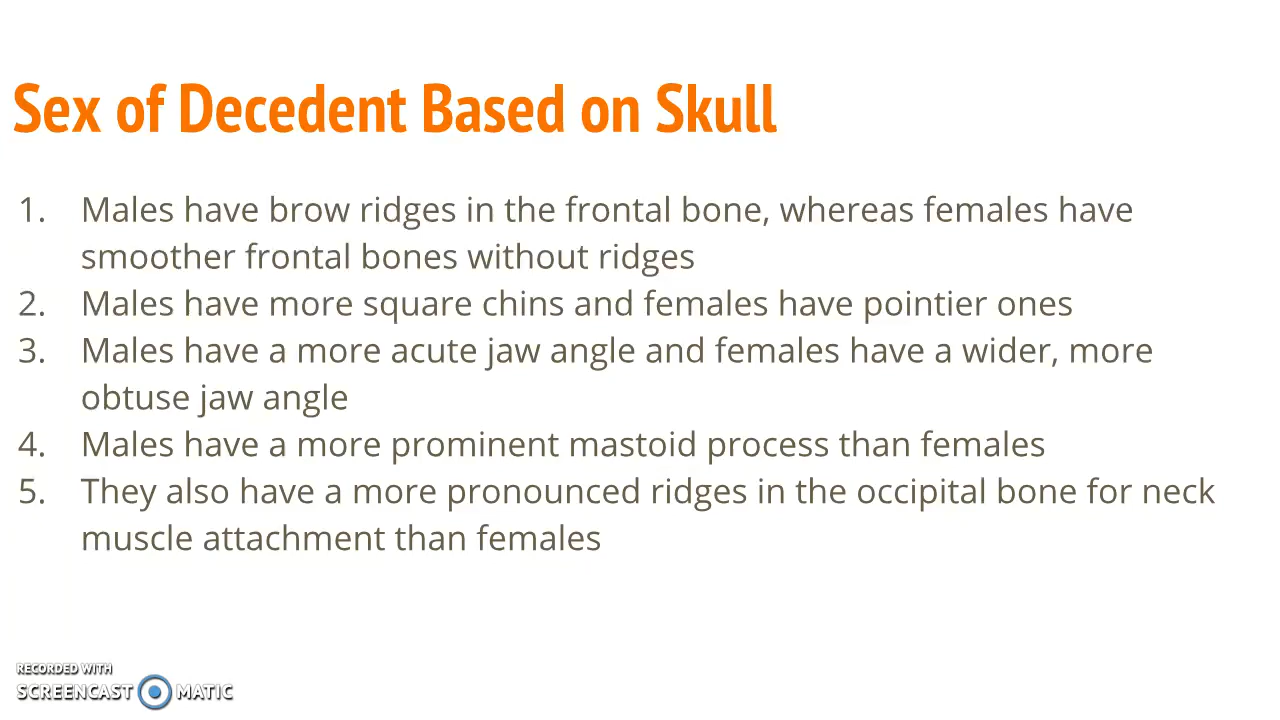 Sex of Decedent Based on Skull
1. Males have brow ridges in the frontal bone, whereas females have
smoother frontal bones without ridges
2. Males have more square chins and females have pointier ones
3. Males have a more acute jaw angle and females have a wider, more
obtuse jaw angle
4. Males have a more prominent mastoid process than females
5. They also have a more pronounced ridges in the occipital bone for neck
muscle attachment than females
RECORDED WITH
SCREENCAST MATIC